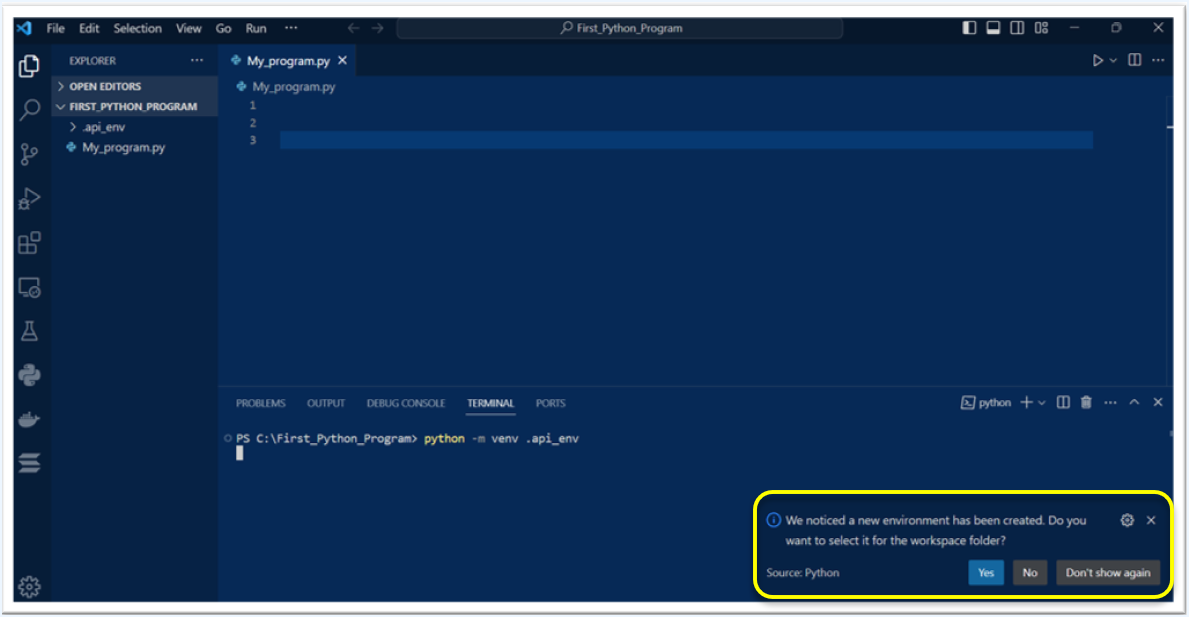 File Edit Selection View Go Run ···
First_Python_Program
EXPLORER ···
My_program.py
OPEN EDITORS
My_program.py
FIRST_PYTHON_PROGRAM
1
.api_env
2
My_program.py
3
PROBLEMS OUTPUT DEBUG CONSOLE TERMINAL PORTS
python
PS C:\First_Python_Program> python -m venv .api_env
We noticed a new environment has been created. Do you
want to select it for the workspace folder?
Source: Python Yes No Don't show again